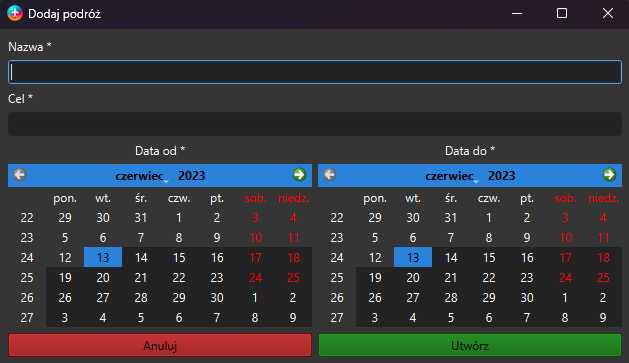 Dodaj podróż
Nazwa *
Cel *
Data od * Data do *
czerwiec 2023 czerwiec 2023
pon. wt. śr. czw. pt. sob. niedz. pon. wt. śr. czw. pt. sob. niedz.
22 29 30 31 1 2 3 4 22 29 30 31 1 2 3 4
23 5 6 7 8 9 10 11 23 5 6 7 8 9 10 11
24 12 13 14 15 16 17 18 24 12 13 14 15 16 17 18
25 19 20 21 22 23 24 25 25 19 20 21 22 23 24 25
26 26 27 28 29 30 1 2 26 26 27 28 29 30 1 2
27 3 4 5 6 7 8 9 27 3 4 5 6 7 8 9
Anuluj Utwórz